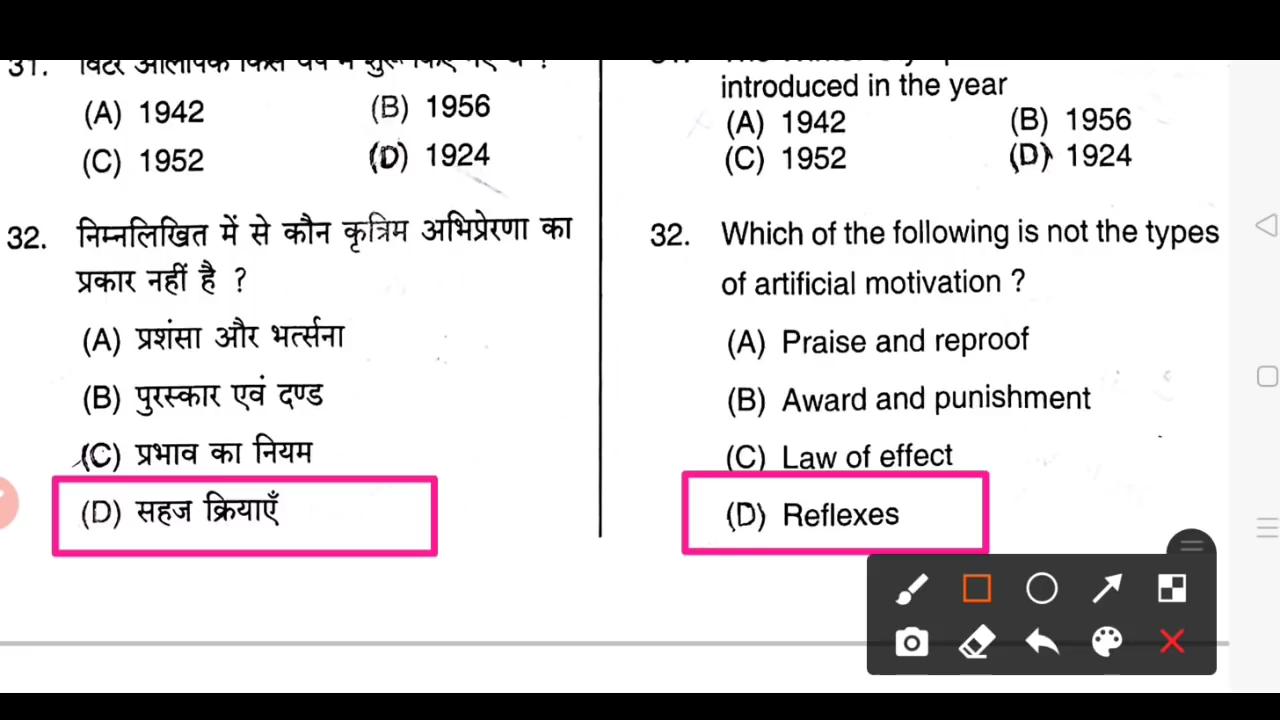 31.
(A) 1942 (B) 1956
(C) 1952 (D) 1924
32. निम्नलिखित में से कौन कृत्रिम अभिप्रेरणा का
प्रकार नहीं है ?
(A) प्रशंसा और भर्त्सना
(B) पुरस्कार एवं दण्ड
(C) प्रभाव का नियम
(D) सहज क्रियाएँ
introduced in the year
(A) 1942 (B) 1956
(C) 1952 (D) 1924
32. Which of the following is not the types
of artificial motivation ?
(A) Praise and reproof
(B) Award and punishment
(C) Law of effect
(D) Reflexes